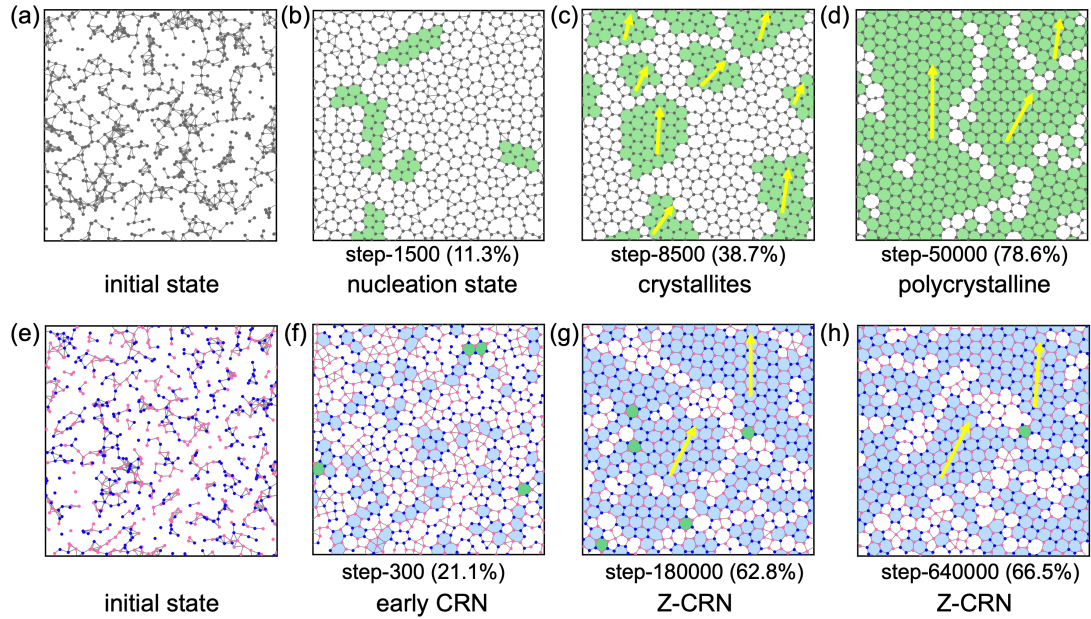 (a)
(b)
(c)
(d)
step-1500 (11.3%)
step-8500 (38.7%)
step-50000 (78.6%)
initial state
nucleation state
crystallites
polycrystalline
(e)
(f)
(g)
(h)
step-300 (21.1%)
step-180000 (62.8%)
step-640000 (66.5%)
initial state
early CRN
Z-CRN
Z-CRN